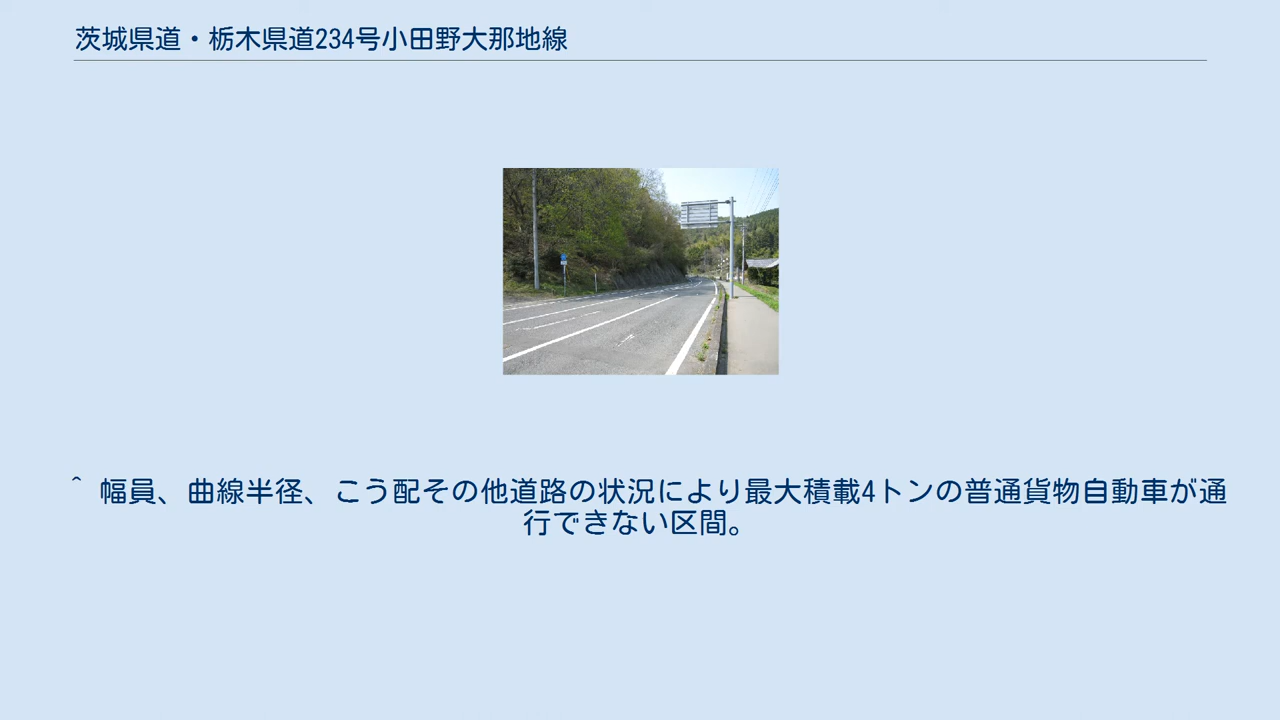 茨城県道・栃木県道234号小田野大那地線
^ 幅員、曲線半径、こう配その他道路の状況により最大積載4トンの普通貨物自動車が通
行できない区間。